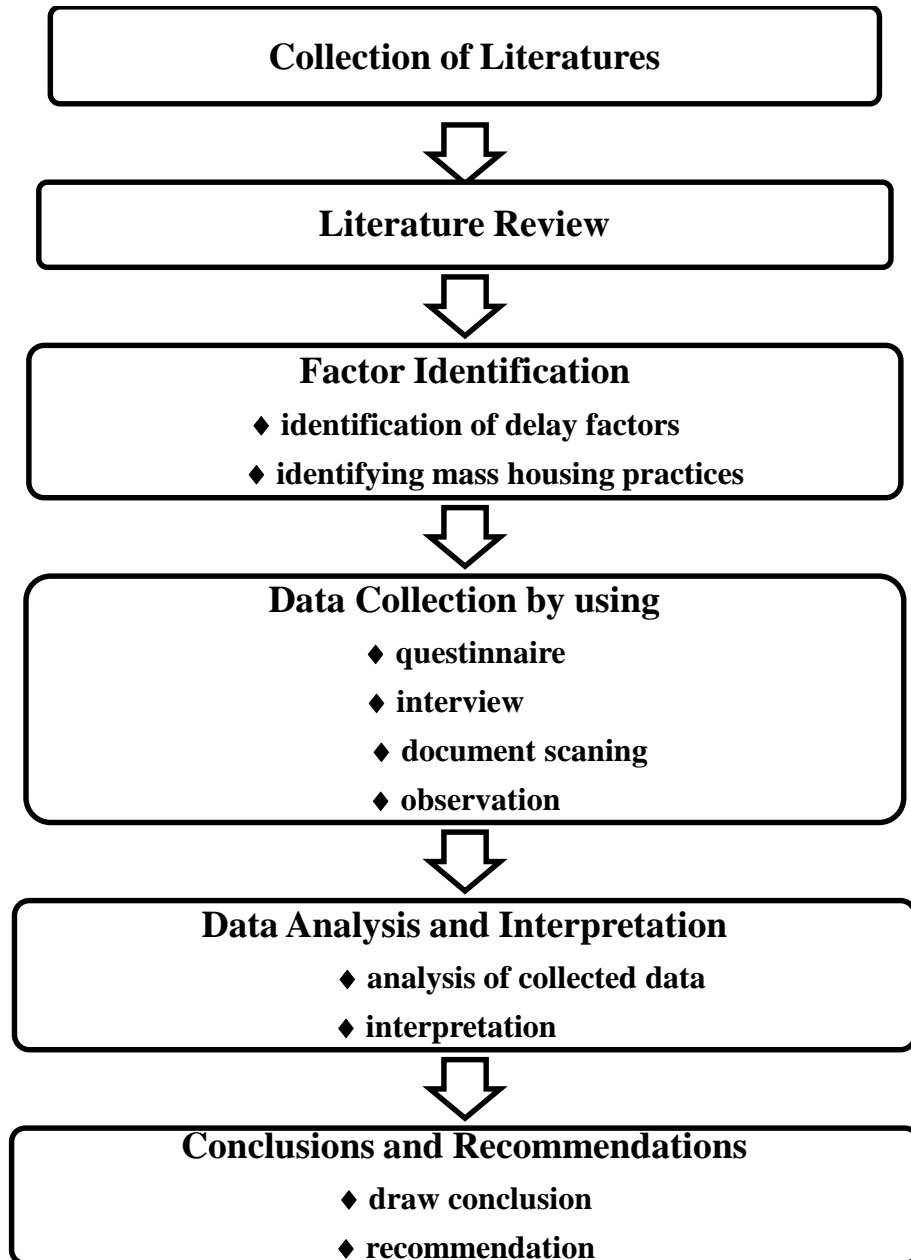 Collection of Literatures
Literature Review
Factor Identification
♦ identification of delay factors
♦ identifying mass housing practices
Data Collection by using
♦ questinnaire
♦ interview
♦ document scaning
♦ observation
Data Analysis and Interpretation
♦ analysis of collected data
♦ interpretation
Conclusions and Recommendations
♦ draw conclusion
♦ recommendation